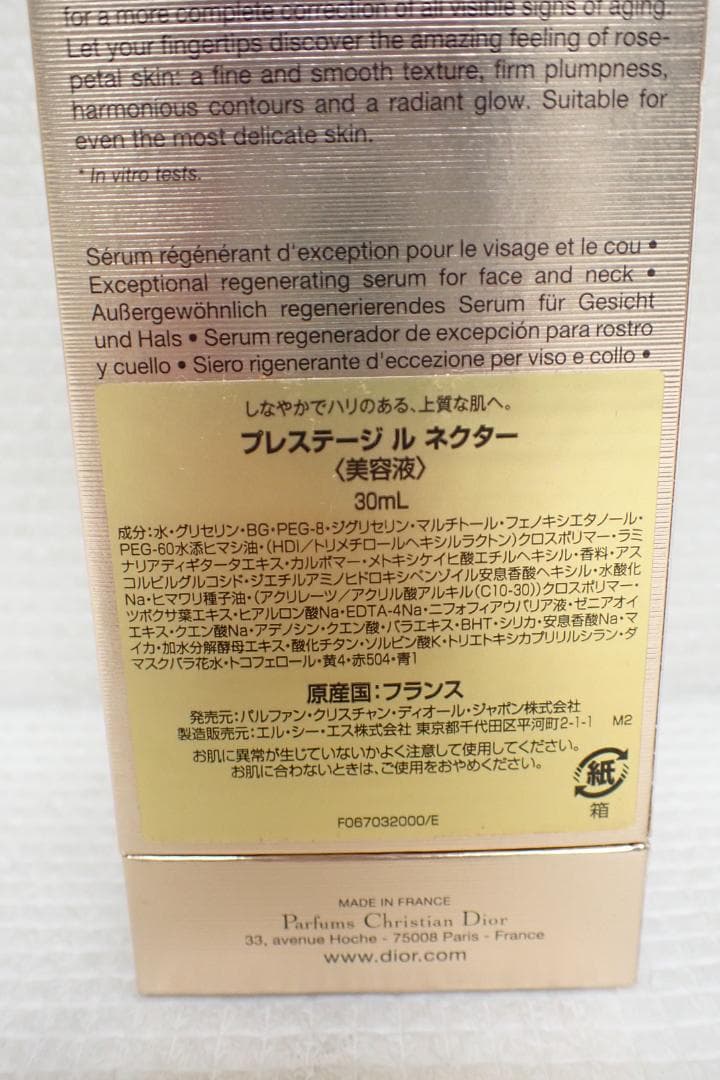 for a more complete correction of all visible signs of aging.
Let your fingertips discover the amazing feeling of rose-
petal skin: a fine and smooth texture, firm plumpness,
harmonious contours and a radiant glow. Suitable for
even the most delicate skin.
* In vitro tests.
Sérum régénérant d'exception pour le visage et le cou •
Exceptional regenerating serum for face and neck •
Außergewöhnlich regenerierendes Serum für Gesicht
und Hals • Serum regenerador de excepción para rostro
y cuello • Siero rigenerante d'eccezione per viso e collo •
しなやかでハリのある、上質な肌へ。
プレステージ ル ネクター
〈美容液〉
30mL
成分:水・グリセリン・BG・PEG-8・ジグリセリン・マルチトール・フェノキシエタノール・
PEG-60水添ヒマシ油・(HDI/トリメチロールヘキシルラクトン)クロスポリマー・ラミ
ナリアディギタータエキス・カルボマー・メトキシケイヒ酸エチルヘキシル・香料・アス
コルビルグルコシド・ジエチルアミノヒドロキシベンゾイル安息香酸ヘキシル・水酸化
Na・ヒマワリ種子油・(アクリレーツ/アクリル酸アルキル(C10-30))クロスポリマー・
ツボクサ葉エキス・ヒアルロン酸Na・EDTA-4Na・ニフォフィアウバリア液・ゼニアオイ
エキス・クエン酸Na・アデノシン・クエン酸・バラエキス・BHT・シリカ・安息香酸Na・マ
イカ・加水分解酵母エキス・酸化チタン・ソルビン酸K・トリエトキシカプリリルシラン・ダ
マスクバラ花水・トコフェロール・黄4・赤504・青1
原産国:フランス
発売元:パルファン・クリスチャン・ディオール・ジャポン株式会社
製造販売元:エル・シー・エス株式会社 東京都千代田区平河町2-1-1 M2
お肌に異常が生じていないかよく注意して使用してください。
お肌に合わないときは、ご使用をおやめください。
紙
箱
F067032000/E
MADE IN FRANCE
Parfums Christian Dior
33, avenue Hoche - 75008 Paris - France
www.dior.com